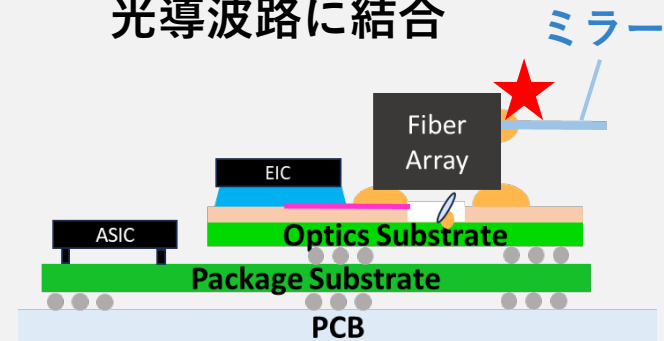 光導波路に結合
ミラー
Fiber
Array
EIC
ASIC
Optics Substrate
Package Substrate
PCB